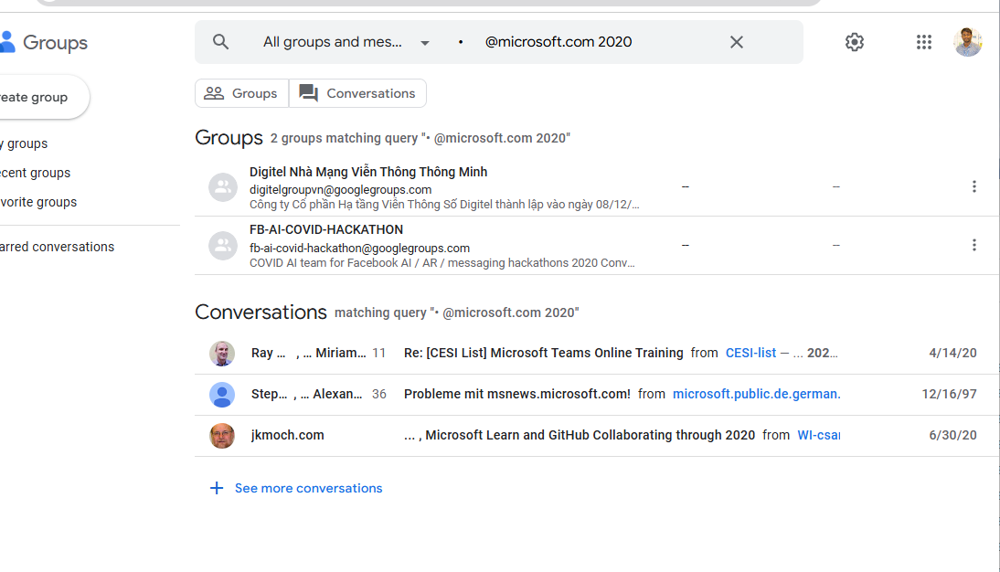 Groups
All groups and mes...
• @microsoft.com 2020
eate group
y groups
cent groups
vorite groups
arred conversations
Groups
Conversations
Groups 2 groups matching query "• @microsoft.com 2020"
Digitel Nhà Mạng Viễn Thông Thông Minh
digitelgroupvn@googlegroups.com
Công ty Cổ phần Hạ tầng Viễn Thông Số Digitel thành lập vào ngày 08/12/...
–
–
FB-AI-COVID-HACKATHON
fb-ai-covid-hackathon@googlegroups.com
COVID AI team for Facebook AI / AR / messaging hackathons 2020 Conv...
–
–
Conversations matching query "• @microsoft.com 2020"
Ray ... , ... Miriam... 11 Re: [CESI List] Microsoft Teams Online Training from CESI-list — ... 202... 4/14/20
Step... , ... Alexan... 36 Probleme mit msnews.microsoft.com! from microsoft.public.de.german. 12/16/97
jkmoch.com ... , Microsoft Learn and GitHub Collaborating through 2020 from WI-csa 6/30/20
+ See more conversations